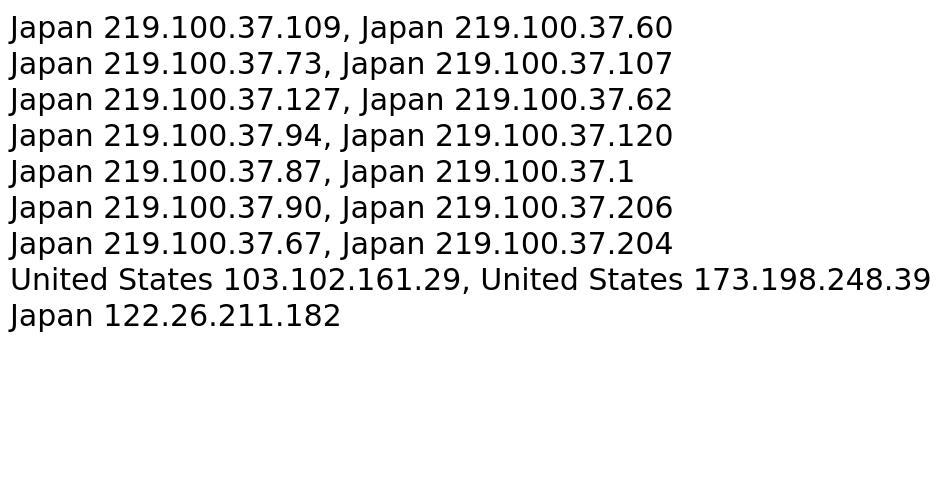 Japan 219.100.37.109, Japan 219.100.37.60
Japan 219.100.37.73, Japan 219.100.37.107
Japan 219.100.37.127, Japan 219.100.37.62
Japan 219.100.37.94, Japan 219.100.37.120
Japan 219.100.37.87, Japan 219.100.37.1
Japan 219.100.37.90, Japan 219.100.37.206
Japan 219.100.37.67, Japan 219.100.37.204
United States 103.102.161.29, United States 173.198.248.39
Japan 122.26.211.182